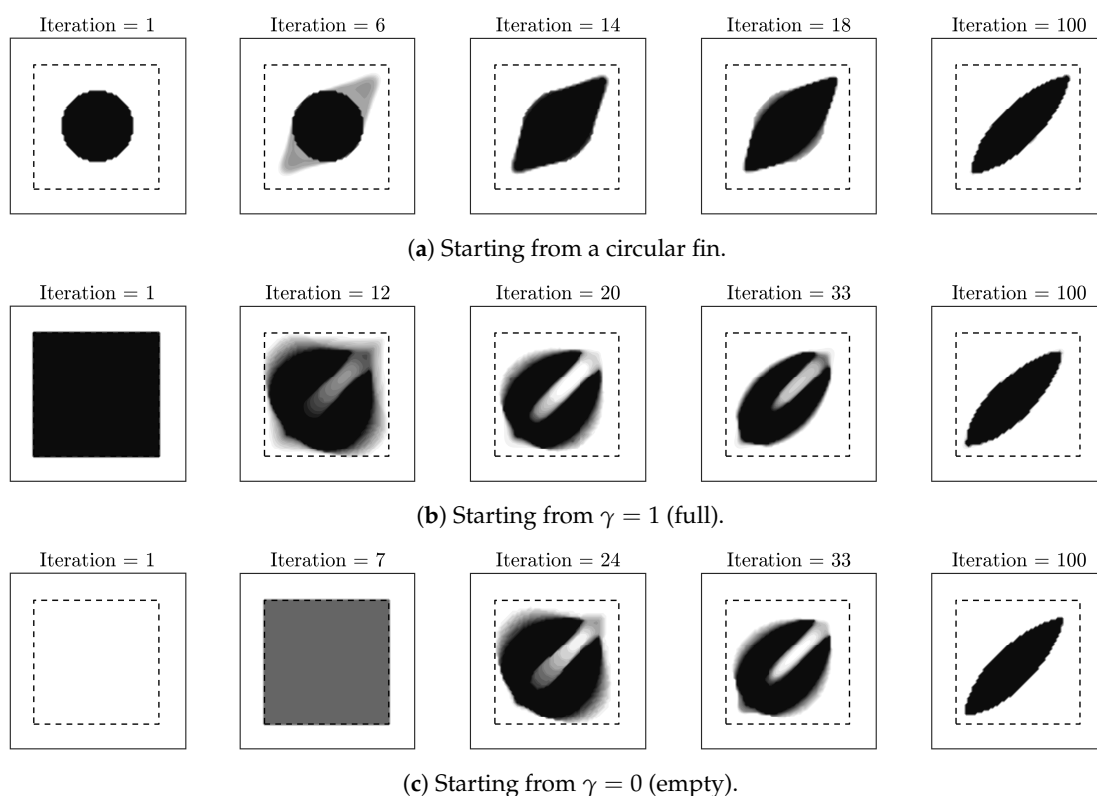 Iteration = 1 Iteration = 6 Iteration = 14 Iteration = 18 Iteration = 100
(a) Starting from a circular fin.
Iteration = 1 Iteration = 12 Iteration = 20 Iteration = 33 Iteration = 100
(b) Starting from γ = 1 (full).
Iteration = 1 Iteration = 7 Iteration = 24 Iteration = 33 Iteration = 100
(c) Starting from γ = 0 (empty).